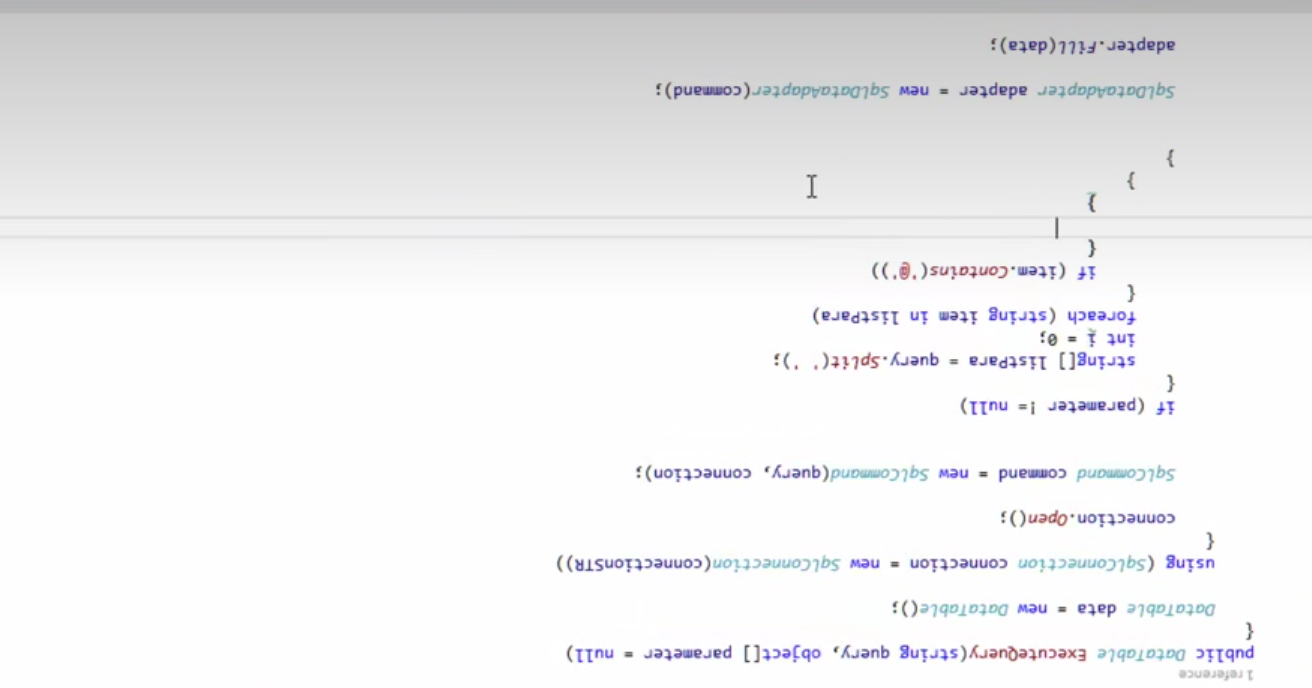 1 reference
public DataTable ExecuteQuery(string query, object[] parameter = null)
{
DataTable data = new DataTable();
using (SqlConnection connection = new SqlConnection(connectionSTR))
{
connection.Open();
SqlCommand command = new SqlCommand(query, connection);
if (parameter != null)
{
string[] listPara = query.Split(' ');
int i = 0;
foreach (string item in listPara)
{
if (item.Contains('@'))
{
}
}
}
SqlDataAdapter adapter = new SqlDataAdapter(command);
adapter.Fill(data);